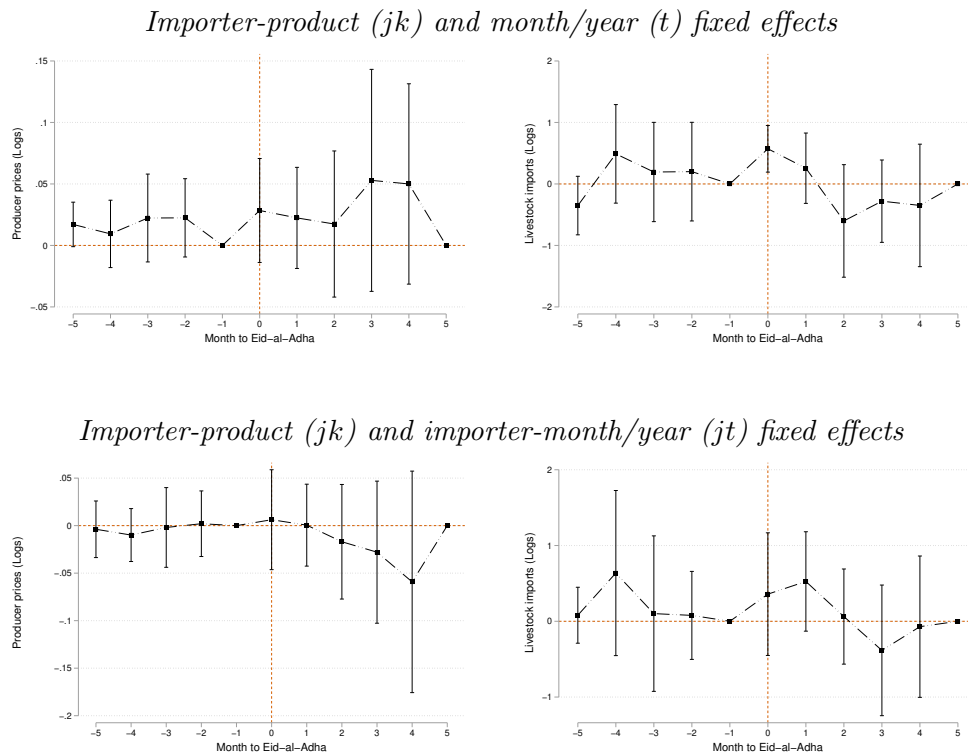 Importer-product (jk) and month/year (t) fixed effects
Producer prices (Logs)
.15
.1
.05
0
−.05
−5 −4 −3 −2 −1 0 1 2 3 4 5
Month to Eid−al−Adha
Livestock imports (Logs)
2
1
0
−1
−2
−5 −4 −3 −2 −1 0 1 2 3 4 5
Month to Eid−al−Adha
Importer-product (jk) and importer-month/year (jt) fixed effects
Producer prices (Logs)
.05
0
−.05
−.1
−.15
−.2
−5 −4 −3 −2 −1 0 1 2 3 4 5
Month to Eid−al−Adha
Livestock imports (Logs)
2
1
0
−1
−5 −4 −3 −2 −1 0 1 2 3 4 5
Month to Eid−al−Adha